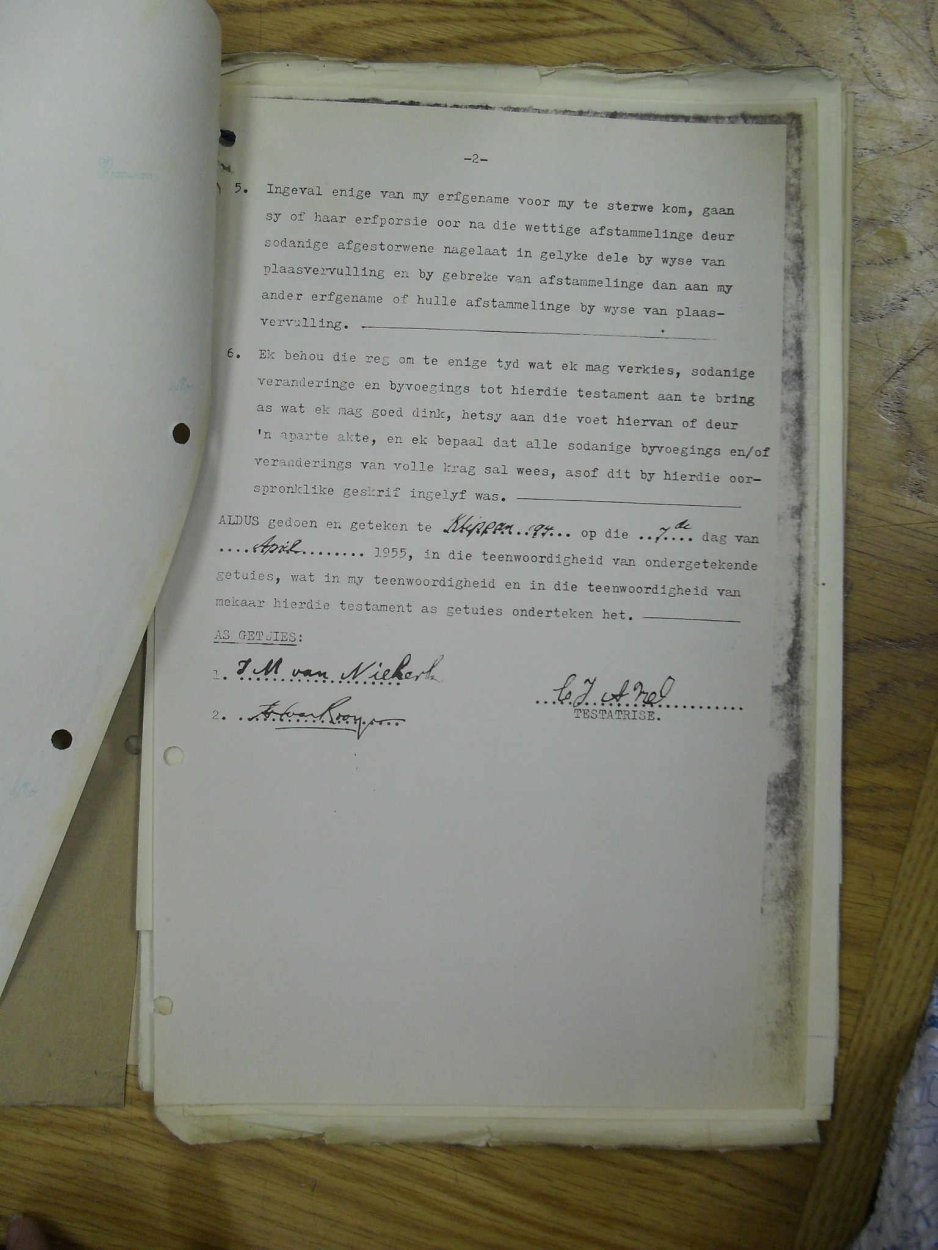 -2-
5. Ingeval enige van my erfgename voor my te sterwe kom, gaan
sy of haar erfporsie oor na die wettige afstammelinge deur
sodanige afgestorwene nagelaat in gelyke dele by wyse van
plaasvervulling en by gebreke van afstammelinge dan aan my
ander erfgename of hulle afstammelinge by wyse van plaas-
vervulling.
6. Ek behou die reg om te enige tyd wat ek mag verkies, sodanige
veranderinge en byvoegings tot hierdie testament aan te bring
as wat ek mag goed dink, hetsy aan die voet hiervan of deur
'n aparte akte, en ek bepaal dat alle sodanige byvoegings en/of
veranderings van volle krag sal wees, asof dit by hierdie oor-
spronklike geskrif ingelyf was.
ALDUS gedoen en geteken te Klippan 194 op die 7de dag van
April 1955, in die teenwoordigheid van ondergetekende
getuies, wat in my teenwoordigheid en in die teenwoordigheid van
mekaar hierdie testament as getuies onderteken het.
AS GETUIES:
1. J M van Niekerk
C J A Nel
2.
TESTATRISE.